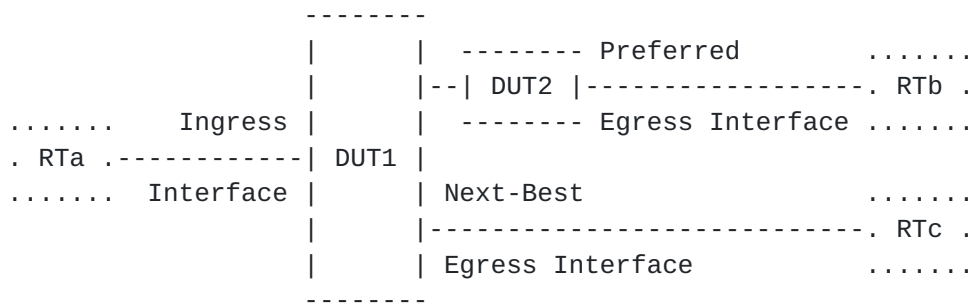 --------
|       |  -------- Preferred        .......
|       |--| DUT2 |------------------. RTb .
.......    Ingress |       |  -------- Egress Interface .......
. RTa .------------| DUT1 |
.......  Interface |       | Next-Best              .......
|       |----------------------------. RTc .
|       | Egress Interface       .......
--------